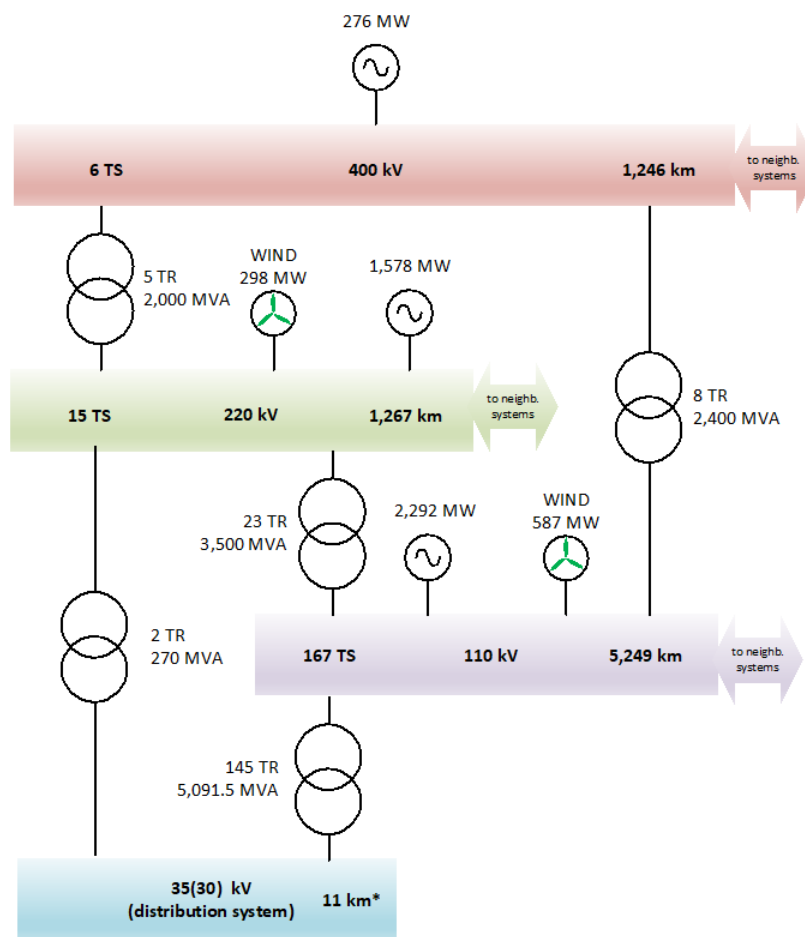 276 MW
6 TS
400 kV
1,246 km
to neighb.
systems
5 TR
2,000 MVA
WIND
298 MW
1,578 MW
15 TS
220 kV
1,267 km
to neighb.
systems
8 TR
2,400 MVA
23 TR
3,500 MVA
2,292 MW
WIND
587 MW
2 TR
270 MVA
167 TS
110 kV
5,249 km
to neighb.
systems
145 TR
5,091.5 MVA
35(30) kV
(distribution system)
11 km*